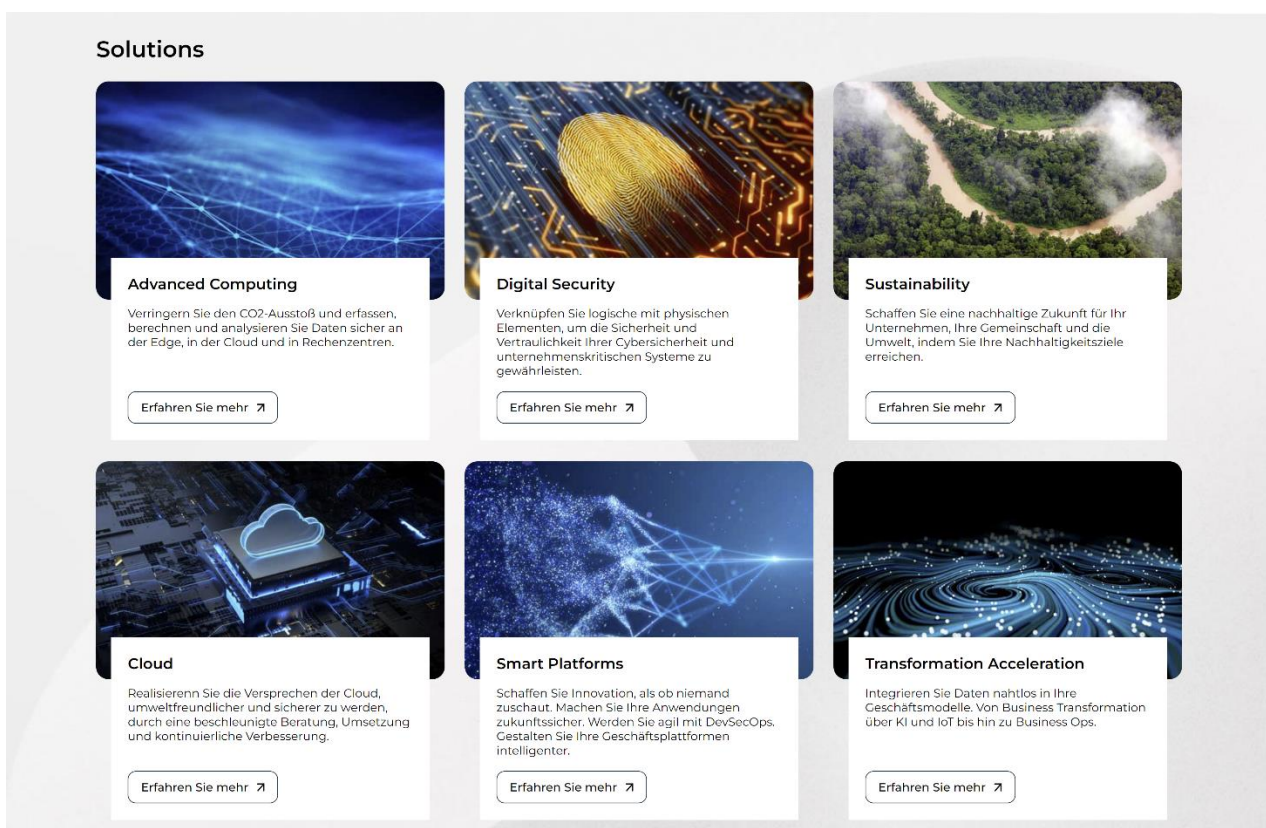 Solutions
Advanced Computing
Verringern Sie den CO2-Ausstoß und erfassen,
berechnen und analysieren Sie Daten sicher an
der Edge, in der Cloud und in Rechenzentren.
Erfahren Sie mehr
Digital Security
Verknüpfen Sie logische mit physischen
Elementen, um die Sicherheit und
Vertraulichkeit Ihrer Cybersicherheit und
unternehmenskritischen Systeme zu
gewährleisten.
Erfahren Sie mehr
Sustainability
Schaffen Sie eine nachhaltige Zukunft für Ihr
Unternehmen, Ihre Gemeinschaft und die
Umwelt, indem Sie Ihre Nachhaltigkeitsziele
erreichen.
Erfahren Sie mehr
Cloud
Realisierenn Sie die Versprechen der Cloud,
umweltfreundlicher und sicherer zu werden,
durch eine beschleunigte Beratung, Umsetzung
und kontinuierliche Verbesserung.
Erfahren Sie mehr
Smart Platforms
Schaffen Sie Innovation, als ob niemand
zuschaut. Machen Sie Ihre Anwendungen
zukunftssicher. Werden Sie agil mit DevSecOps.
Gestalten Sie Ihre Geschäftsplattformen
intelligenter.
Erfahren Sie mehr
Transformation Acceleration
Integrieren Sie Daten nahtlos in Ihre
Geschäftsmodelle. Von Business Transformation
über KI und IoT bis hin zu Business Ops.
Erfahren Sie mehr